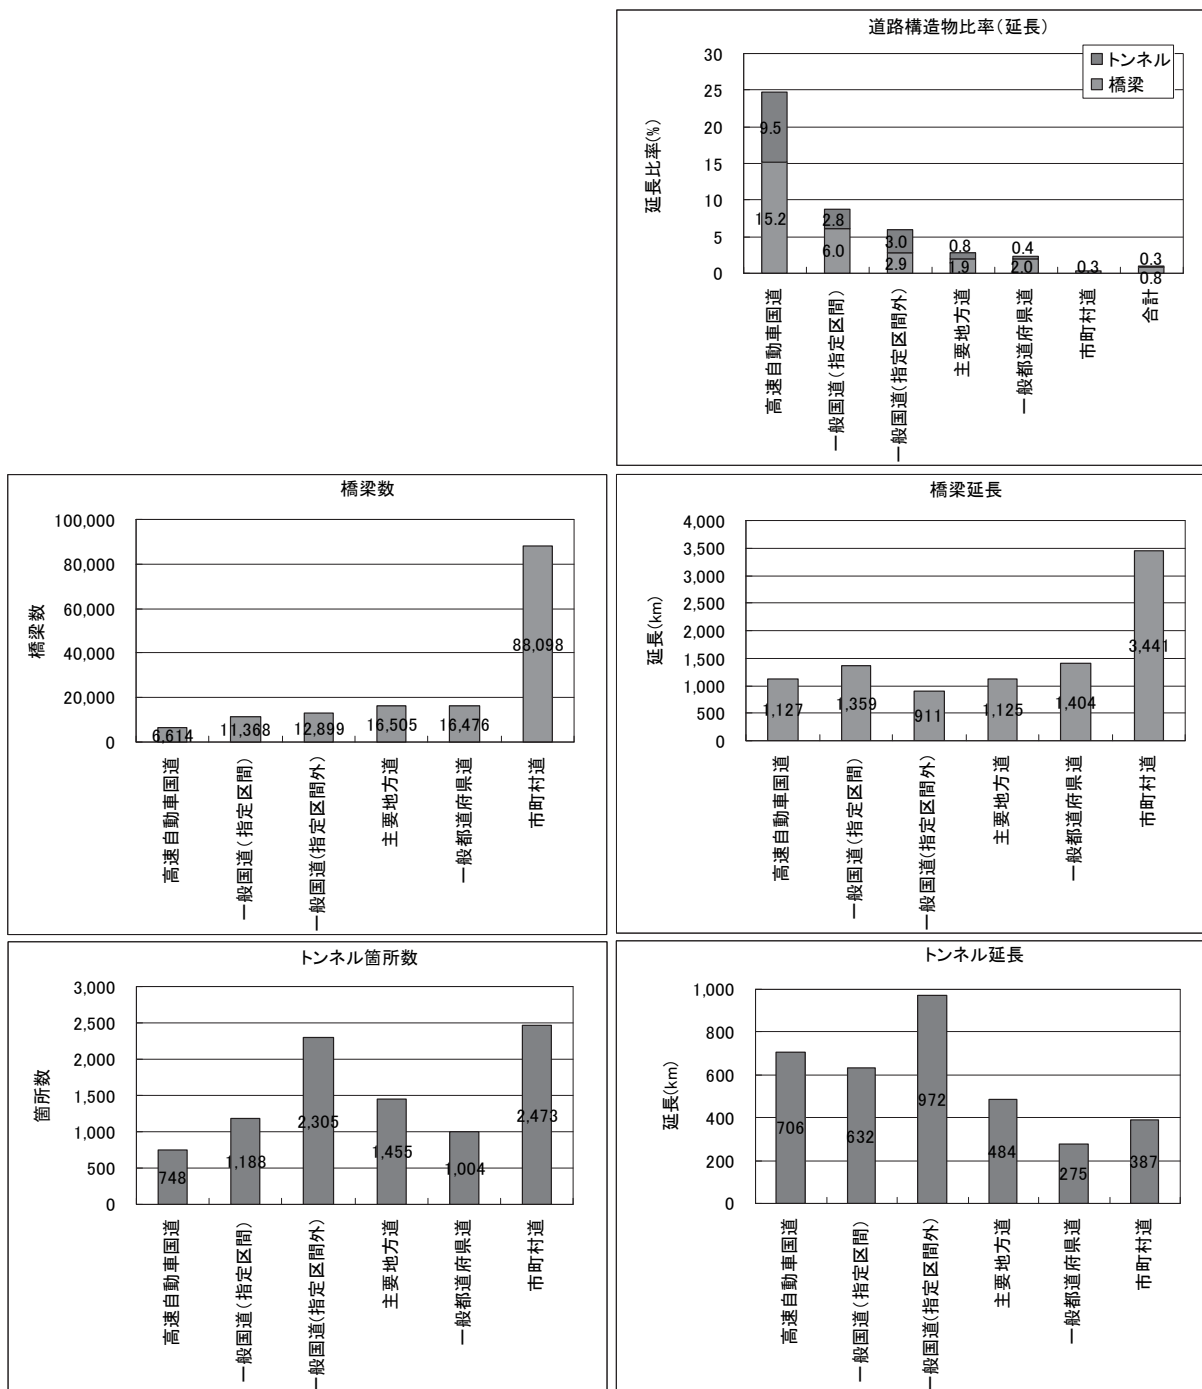 道路構造物比率(延長)
トンネル
橋梁
延長比率(%)
30
25
20
15
10
5
0
9.5
15.2
2.8
6.0
3.0
2.9
0.8
1.9
0.4
2.0
0.3
0.3
0.8
高速自動車国道
一般国道(指定区間)
一般国道(指定区間外)
主要地方道
一般都道府県道
市町村道
合計
橋梁数
橋梁数
100,000
80,000
60,000
40,000
20,000
0
6,614
11,368
12,899
16,505
16,476
88,098
高速自動車国道
一般国道(指定区間)
一般国道(指定区間外)
主要地方道
一般都道府県道
市町村道
橋梁延長
延長(km)
4,000
3,500
3,000
2,500
2,000
1,500
1,000
500
0
1,127
1,359
911
1,125
1,404
3,441
高速自動車国道
一般国道(指定区間)
一般国道(指定区間外)
主要地方道
一般都道府県道
市町村道
トンネル箇所数
箇所数
3,000
2,500
2,000
1,500
1,000
500
0
748
1,188
2,305
1,455
1,004
2,473
高速自動車国道
一般国道(指定区間)
一般国道(指定区間外)
主要地方道
一般都道府県道
市町村道
トンネル延長
延長(km)
1,000
800
600
400
200
0
706
632
972
484
275
387
高速自動車国道
一般国道(指定区間)
一般国道(指定区間外)
主要地方道
一般都道府県道
市町村道